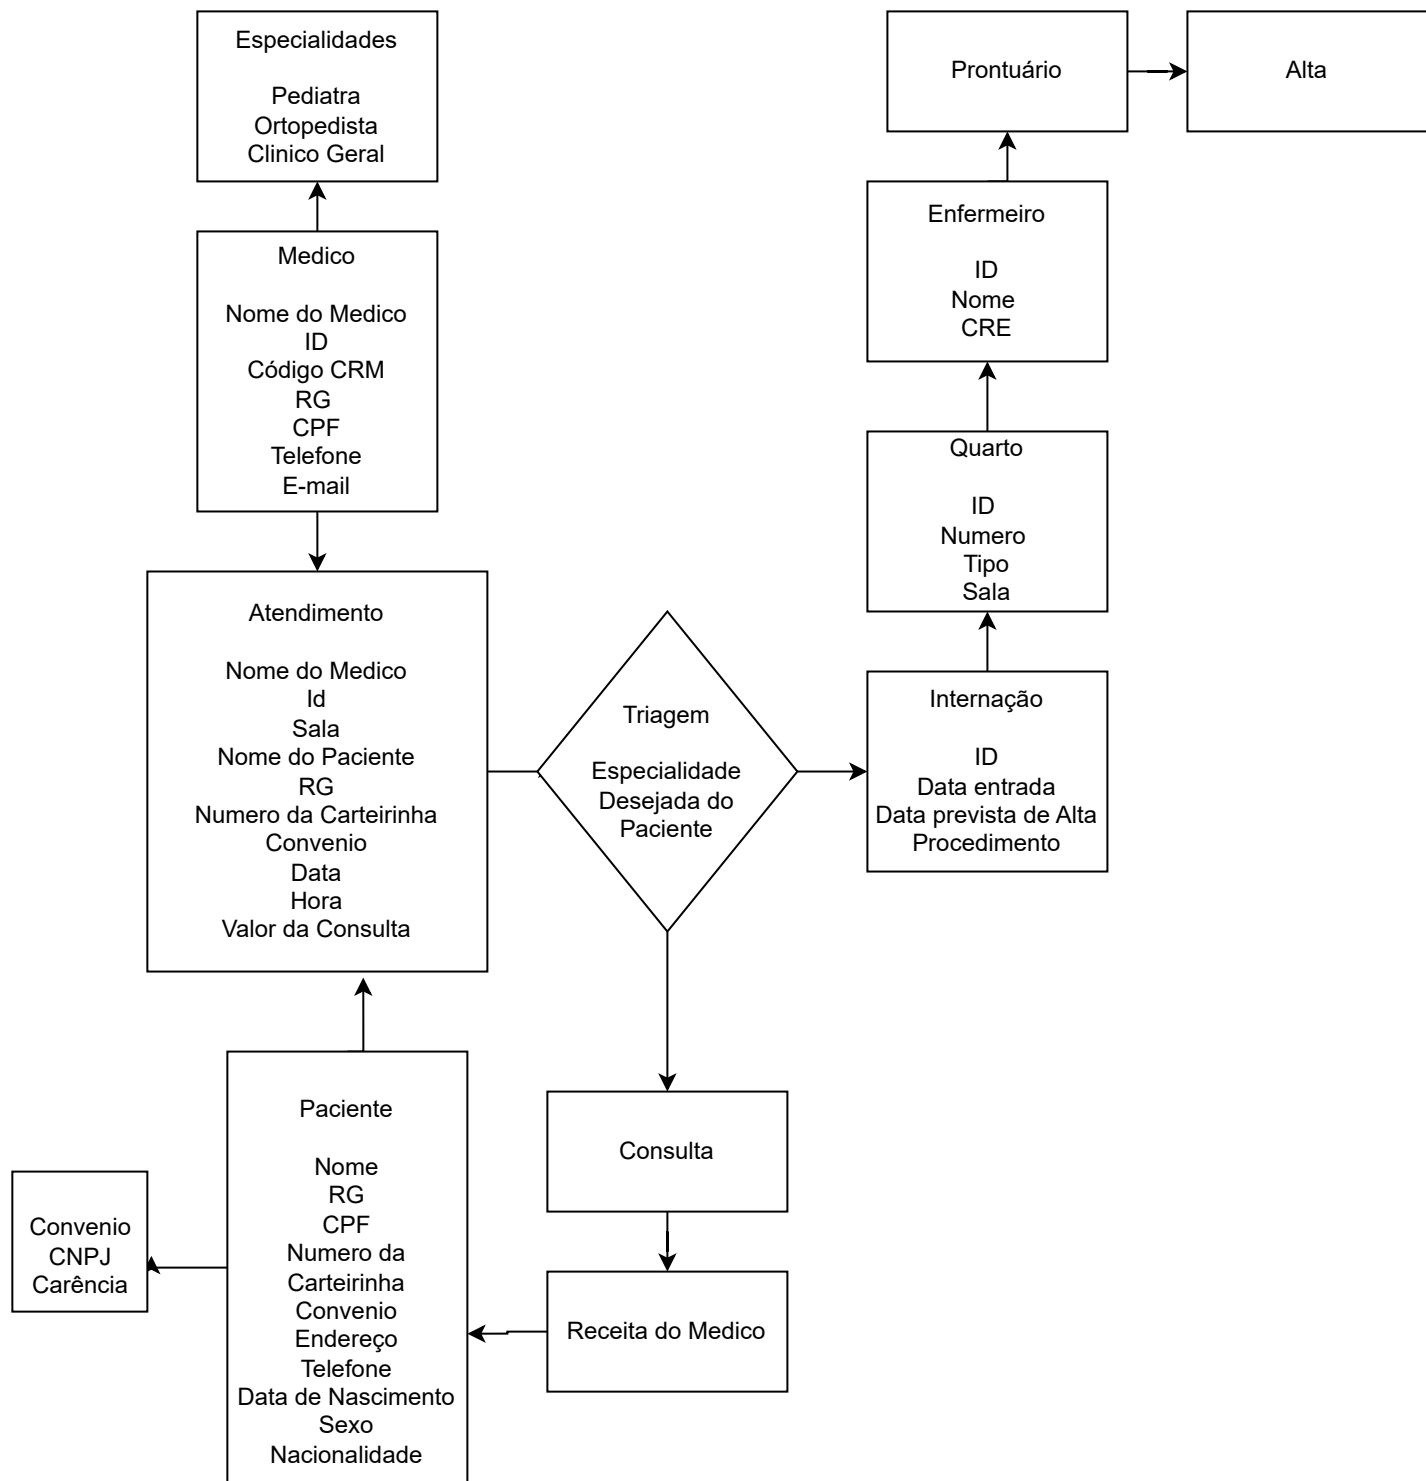 Especialidades
Pediatra
Ortopedista
Clinico Geral
Medico
Nome do Medico
ID
Código CRM
RG
CPF
Telefone
E-mail
Atendimento
Nome do Medico
Id
Sala
Nome do Paciente
RG
Numero da Carteirinha
Convenio
Data
Hora
Valor da Consulta
Triagem
Especialidade
Desejada do
Paciente
Prontuário
Alta
Enfermeiro
ID
Nome
CRE
Quarto
ID
Numero
Tipo
Sala
Internação
ID
Data entrada
Data prevista de Alta
Procedimento
Consulta
Receita do Medico
Paciente
Nome
RG
CPF
Numero da
Carteirinha
Convenio
Endereço
Telefone
Data de Nascimento
Sexo
Nacionalidade
Convenio
CNPJ
Carência